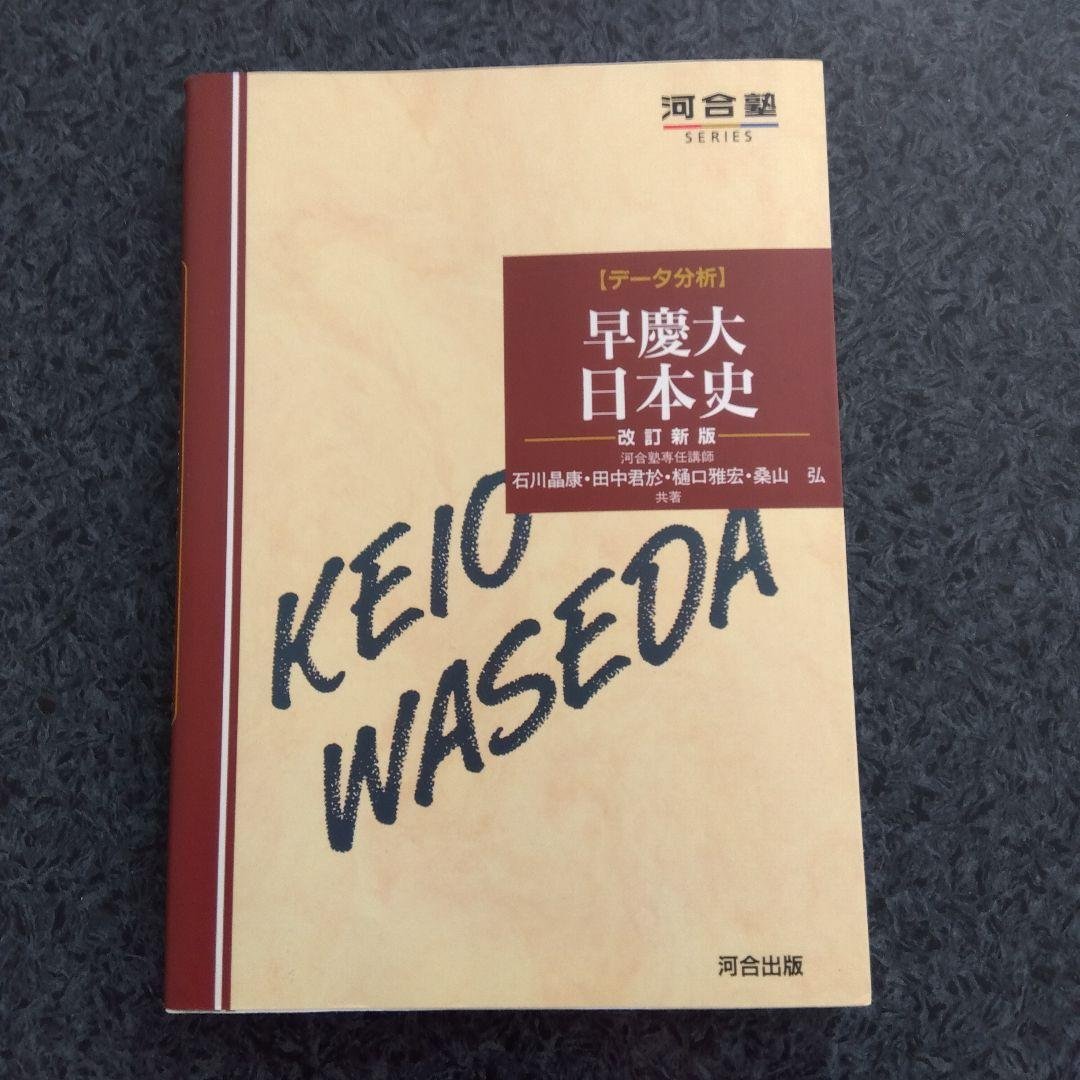 河合塾
SERIES
【データ分析】
早慶大
日本史
改訂新版
河合塾専任講師
石川晶康・田中君於・樋口雅宏・桑山 弘
共著
KEIO
WASEDA
河合出版